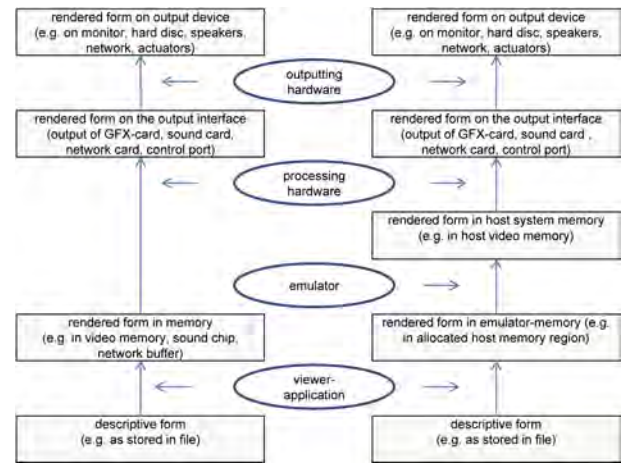 rendered form on output device
(e.g. on monitor, hard disc, speakers,
network, actuators)
rendered form on output device
(e.g. on monitor, hard disc, speakers,
network, actuators)
outputting
hardware
rendered form on the output interface
(output of GFX-card, sound card,
network card, control port)
rendered form on the output interface
(output of GFX-card, sound card ,
network card, control port)
processing
hardware
rendered form in host system memory
(e.g. in host video memory)
emulator
rendered form in memory
(e.g. in video memory, sound chip,
network buffer)
rendered form in emulator-memory (e.g.
in allocated host memory region)
viewer-
application
descriptive form
(e.g. as stored in file)
descriptive form
(e.g. as stored in file)